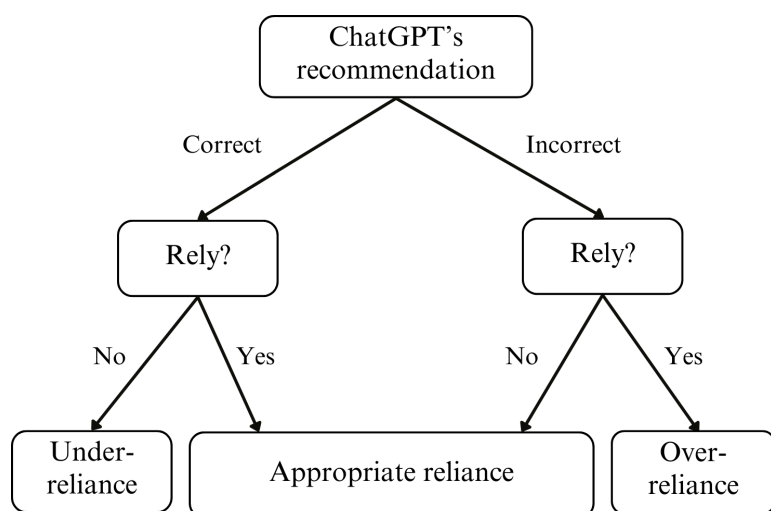 ChatGPT’s
recommendation
Correct
Incorrect
Rely?
Rely?
No
Yes
No
Yes
Under-
reliance
Appropriate reliance
Over-
reliance